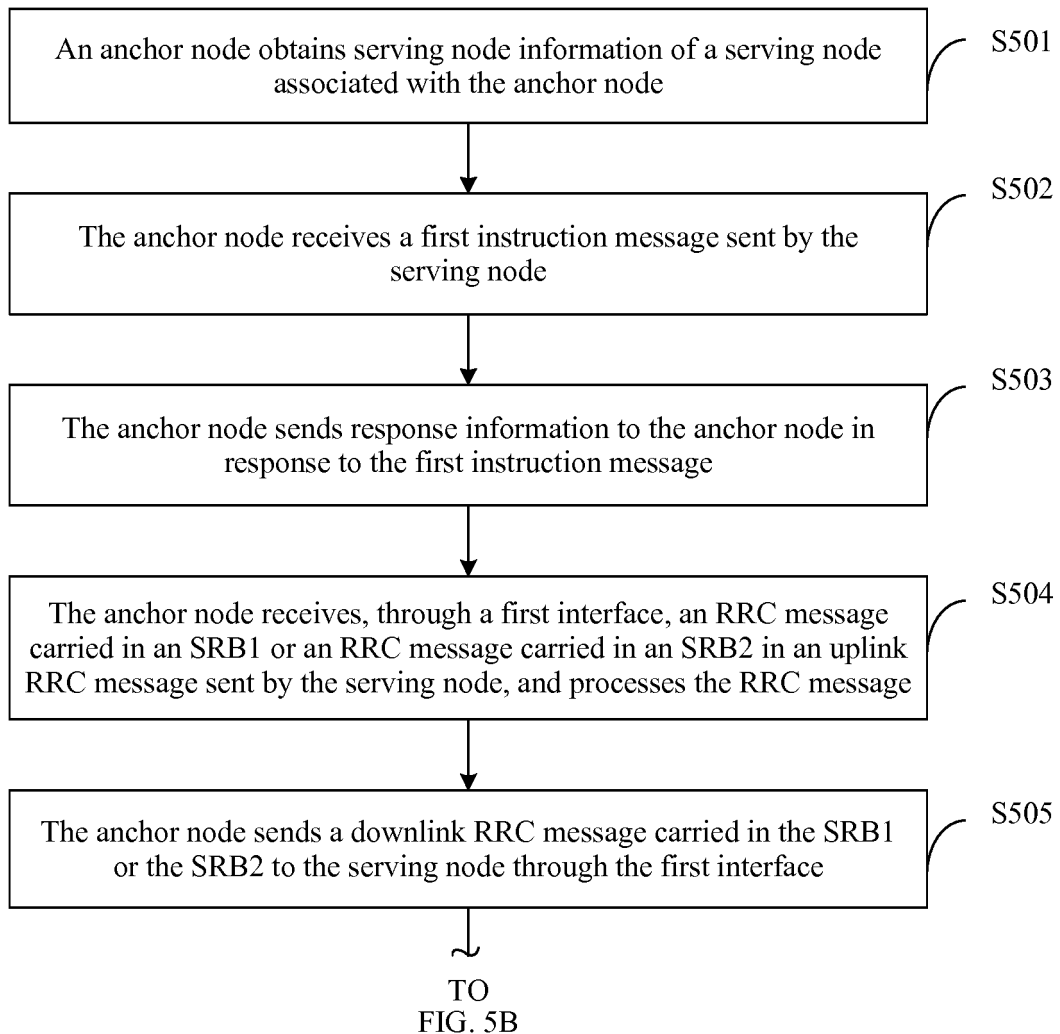 An anchor node obtains serving node information of a serving node
associated with the anchor node
S501
The anchor node receives a first instruction message sent by the
serving node
S502
The anchor node sends response information to the anchor node in
response to the first instruction message
S503
The anchor node receives, through a first interface, an RRC message
carried in an SRB1 or an RRC message carried in an SRB2 in an uplink
RRC message sent by the serving node, and processes the RRC message
S504
The anchor node sends a downlink RRC message carried in the SRB1
or the SRB2 to the serving node through the first interface
S505
TO
FIG. 5B